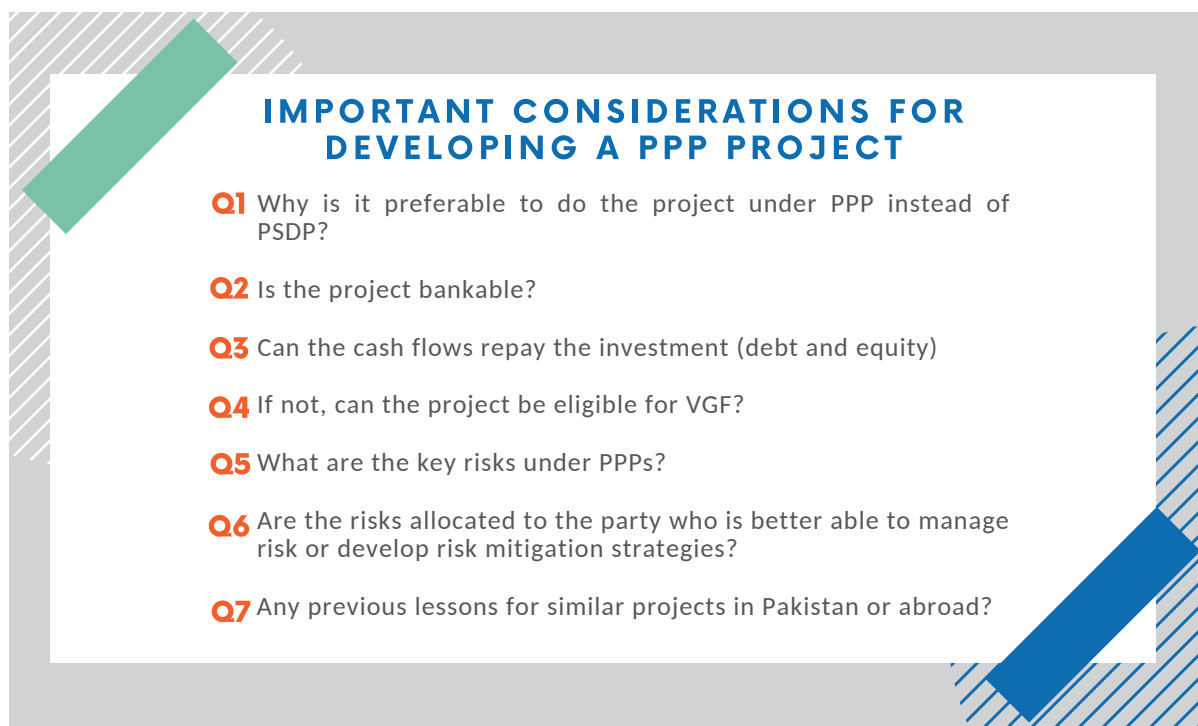 IMPORTANT CONSIDERATIONS FOR
DEVELOPING A PPP PROJECT
Q1 Why is it preferable to do the project under PPP instead of
PSDP?
Q2 Is the project bankable?
Q3 Can the cash flows repay the investment (debt and equity)
Q4 If not, can the project be eligible for VGF?
Q5 What are the key risks under PPPs?
Q6 Are the risks allocated to the party who is better able to manage
risk or develop risk mitigation strategies?
Q7 Any previous lessons for similar projects in Pakistan or abroad?